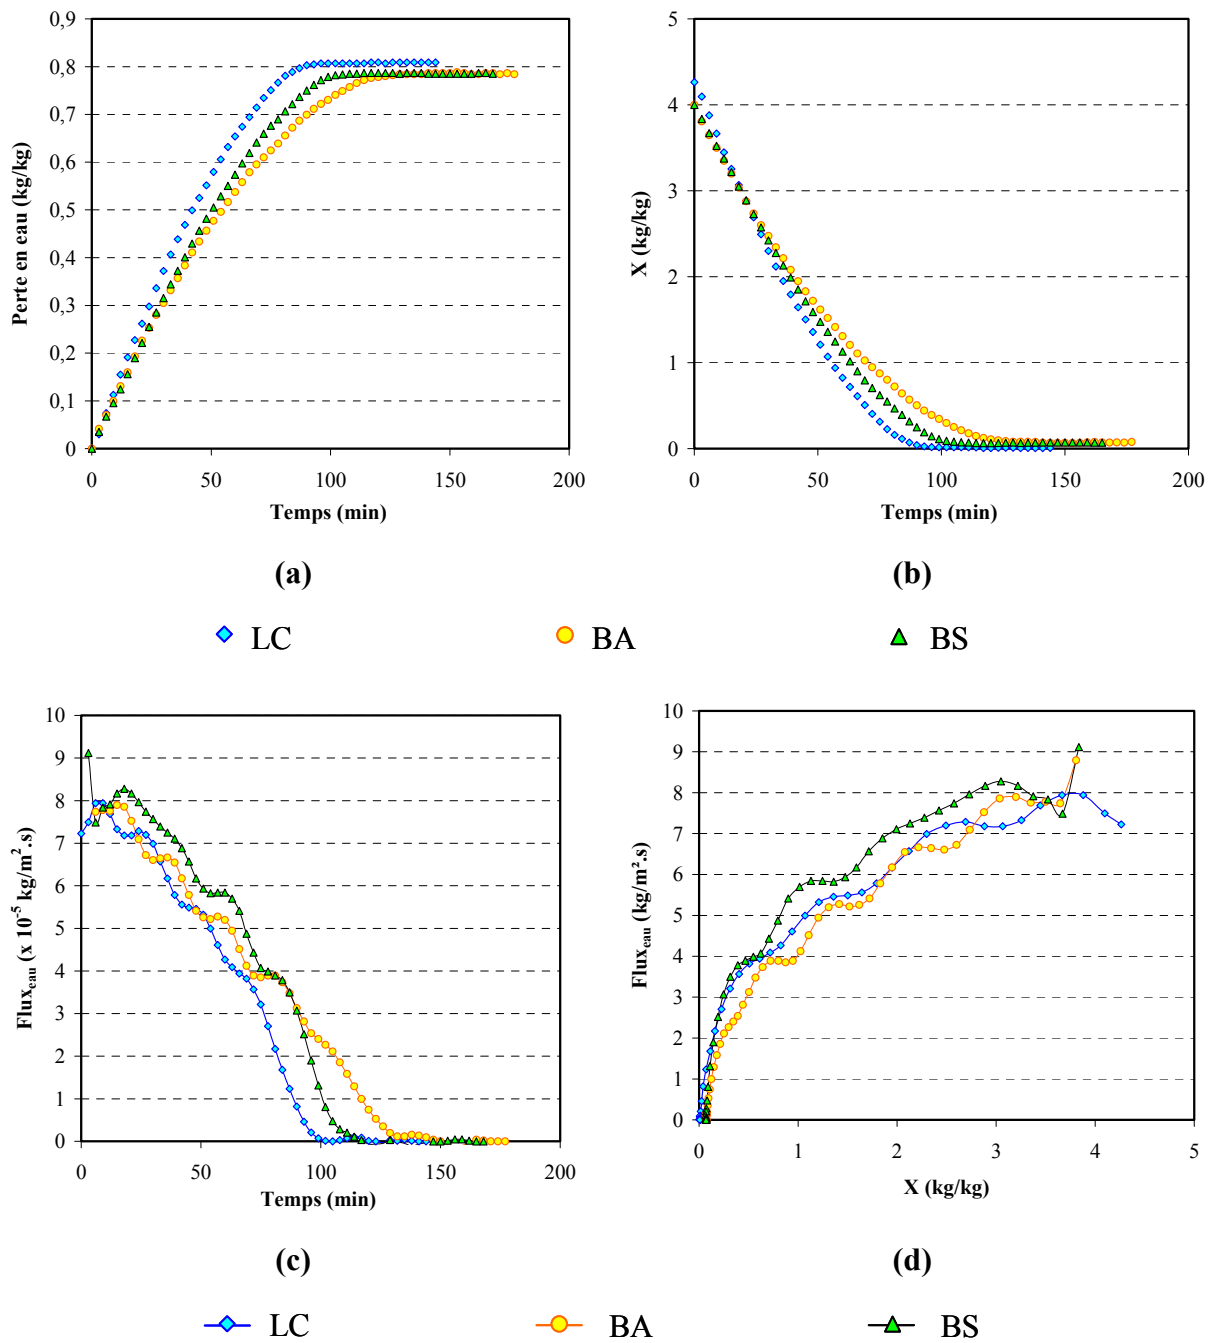 0,9
0,8
0,7
0,6
0,5
0,4
0,3
0,2
0,1
0
Perte en eau (kg/kg)
0 50 100 150 200
Temps (min)
(a)
5
4
3
2
1
0
X (kg/kg)
0 50 100 150 200
Temps (min)
(b)
LC BA BS
10
9
8
7
6
5
4
3
2
1
0
Flux_eau (x 10⁻⁵ kg/m².s)
0 50 100 150 200
Temps (min)
(c)
10
9
8
7
6
5
4
3
2
1
0
Flux_eau (kg/m².s)
0 1 2 3 4 5
X (kg/kg)
(d)
LC BA BS